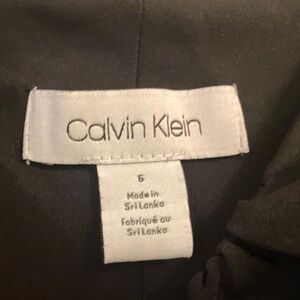 Calvin Klein
6
Made in
Sri Lanka
Fabriqué au
Sri Lanka